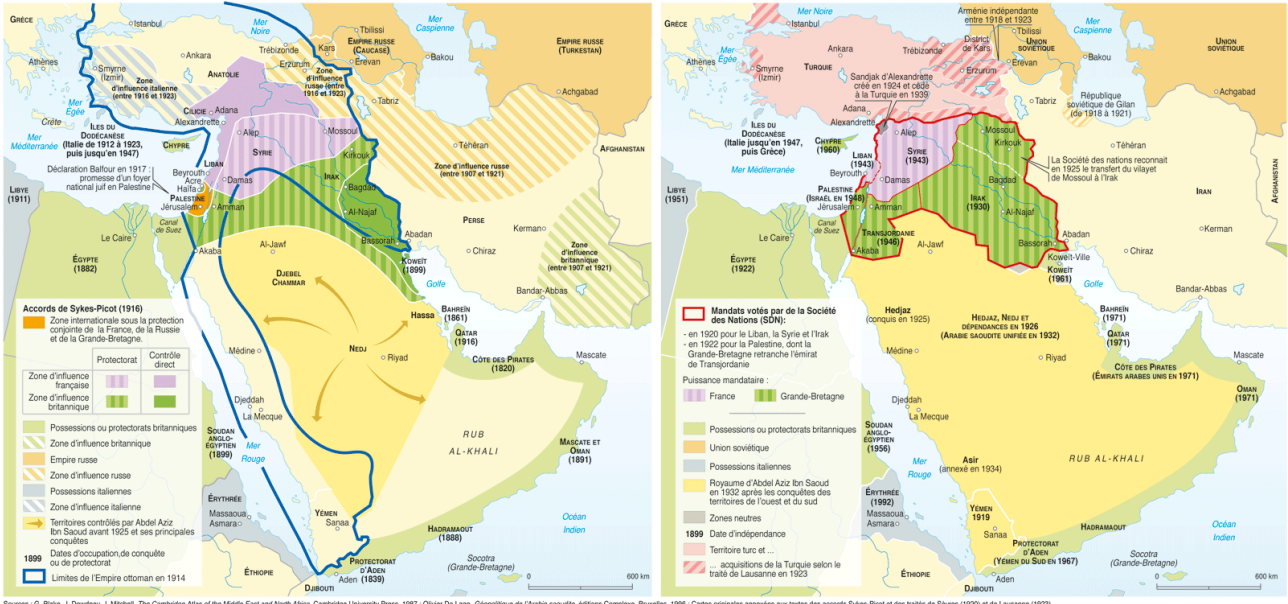 GRÈCE
Istanbul
Mer
Noire
Tbilissi
Mer
Caspienne
EMPIRE RUSSE
(CAUCASE)
EMPIRE RUSSE
(TURKESTAN)
Athènes
Ankara
Trébizonde
Kars
Érevan
Bakou
Smyrne
(Izmir)
Zone
d'influence italienne
(entre 1916 et 1923)
ANATOLIE
Erzurum
Zone
d'influence
russe (entre
1916 et 1923)
Tabriz
Achgabad
Mer
Égée
Crète
CILICIE
Adana
Alexandrette
Mer
Méditerranée
ILES DU
DODÉCANÈSE
(Italie de 1912 à 1923,
puis jusqu'en 1947)
CHYPRE
Alep
Mossoul
SYRIE
Kirkouk
Téhéran
AFGHANISTAN
LIBAN
Zone d'influence russe
(entre 1907 et 1921)
Déclaration Balfour en 1917 :
promesse d'un foyer
national juif en Palestine
Beyrouth
Acre
Haïfa
Damas
IRAK
Bagdad
LIBYE
(1911)
PALESTINE
Jérusalem
Amman
Al-Najaf
PERSE
Canal
de Suez
Le Caire
Akaba
Al-Jawf
Bassorah
Abadan
Kerman
Chiraz
ÉGYPTE
(1882)
KOWEÏT
(1899)
Zone
d'influence
britannique
(entre 1907 et 1921)
DJEBEL
CHAMMAR
Golfe
Bandar-Abbas
Accords de Sykes-Picot (1916)
Zone internationale sous la protection
conjointe de la France, de la Russie
et de la Grande-Bretagne.
Protectorat
Contrôle
direct
Zone d'influence
française
Zone d'influence
britannique
Possessions ou protectorats britanniques
Zone d'influence britannique
Empire russe
Zone d'influence russe
Possessions italiennes
Zone d'influence italienne
Territoires contrôlés par Abdel Aziz
Ibn Saoud avant 1925 et ses principales
conquêtes
1899
Dates d'occupation,de conquête
ou de protectorat
Limites de l'Empire ottoman en 1914
Hassa
BAHREÏN
(1861)
QATAR
(1916)
NEDJ
Riyad
Médine
CÔTE DES PIRATES
(1820)
Mascate
Djeddah
La Mecque
SOUDAN
ANGLO-
ÉGYPTIEN
(1899)
Mer
Rouge
RUB
AL-KHALI
MASCATE ET
OMAN
(1891)
ÉRYTHRÉE
Massaoua
Asmara
YÉMEN
Sanaa
HADRAMAOUT
(1888)
Océan
Indien
ÉTHIOPIE
PROTECTORAT
D'ADEN
(1839)
Aden
Socotra
(Grande-Bretagne)
DJIBOUTI
0
600 km
GRÈCE
Mer Noire
Istanbul
Arménie indépendante
entre 1918 et 1923
Tbilissi
Mer
Caspienne
UNION
SOVIÉTIQUE
UNION
SOVIÉTIQUE
Athènes
Mer
Égée
Ankara
Trébizonde
District
de Kars
Érevan
Bakou
Smyrne
(Izmir)
TURQUIE
Erzurum
Tabriz
Achgabad
Sandjak d'Alexandrette
créé en 1924 et cédé
à la Turquie en 1939
République
soviétique de Gilan
(de 1918 à 1921)
Adana
Alexandrette
ILES DU
DODÉCANÈSE
(Italie jusqu'en 1947,
puis Grèce)
CHYPRE
(1960)
Alep
Mossoul
Kirkouk
Téhéran
LIBAN
(1943)
SYRIE
(1943)
La Société des nations reconnait
en 1925 le transfert du vilayet
de Mossoul à l'Irak
AFGHANISTAN
Mer Méditerranée
Beyrouth
Damas
Bagdad
LIBYE
(1951)
PALESTINE
(ISRAËL EN 1948)
Jérusalem
Amman
IRAK
(1930)
Al-Najaf
IRAN
Canal
de Suez
Le Caire
TRANSJORDANIE
(1946)
Akaba
Al-Jawf
Bassorah
Abadan
Kerman
Chiraz
ÉGYPTE
(1922)
Koweït-Ville
KOWEÏT
(1961)
Golfe
Bandar-Abbas
Mandats votés par de la Société
des Nations (SDN):
- en 1920 pour le Liban, la Syrie et l'Irak
- en 1922 pour la Palestine, dont la
Grande-Bretagne retranche l'émirat
de Transjordanie
Puissance mandataire :
France
Grande-Bretagne
Possessions ou protectorats britanniques
Union soviétique
Possessions italiennes
Royaume d'Abdel Aziz Ibn Saoud
en 1932 après les conquêtes des
territoires de l'ouest et du sud
Zones neutres
1899
Date d'indépendance
Territoire turc et ...
... acquisitions de la Turquie selon le
traité de Lausanne en 1923
Hedjaz
(conquis en 1925)
HEDJAZ, NEDJ ET
DÉPENDANCES EN 1926
(ARABIE SAOUDITE UNIFIÉE EN 1932)
BAHREÏN
(1971)
QATAR
(1971)
Médine
Riyad
CÔTE DES PIRATES
(ÉMIRATS ARABES UNIS EN 1971)
Mascate
OMAN
(1971)
Djeddah
La Mecque
SOUDAN
ANGLO-
ÉGYPTIEN
(1956)
Mer
Rouge
Asir
(annexé en 1934)
RUB AL-KHALI
ÉRYTHRÉE
(1992)
Massaoua
Asmara
YÉMEN
1919
Sanaa
HADRAMAOUT
Océan
Indien
PROTECTORAT
D'ADEN
(YÉMEN DU SUD EN 1967)
Aden
ÉTHIOPIE
Socotra
(Grande-Bretagne)
DJIBOUTI
0
600 km